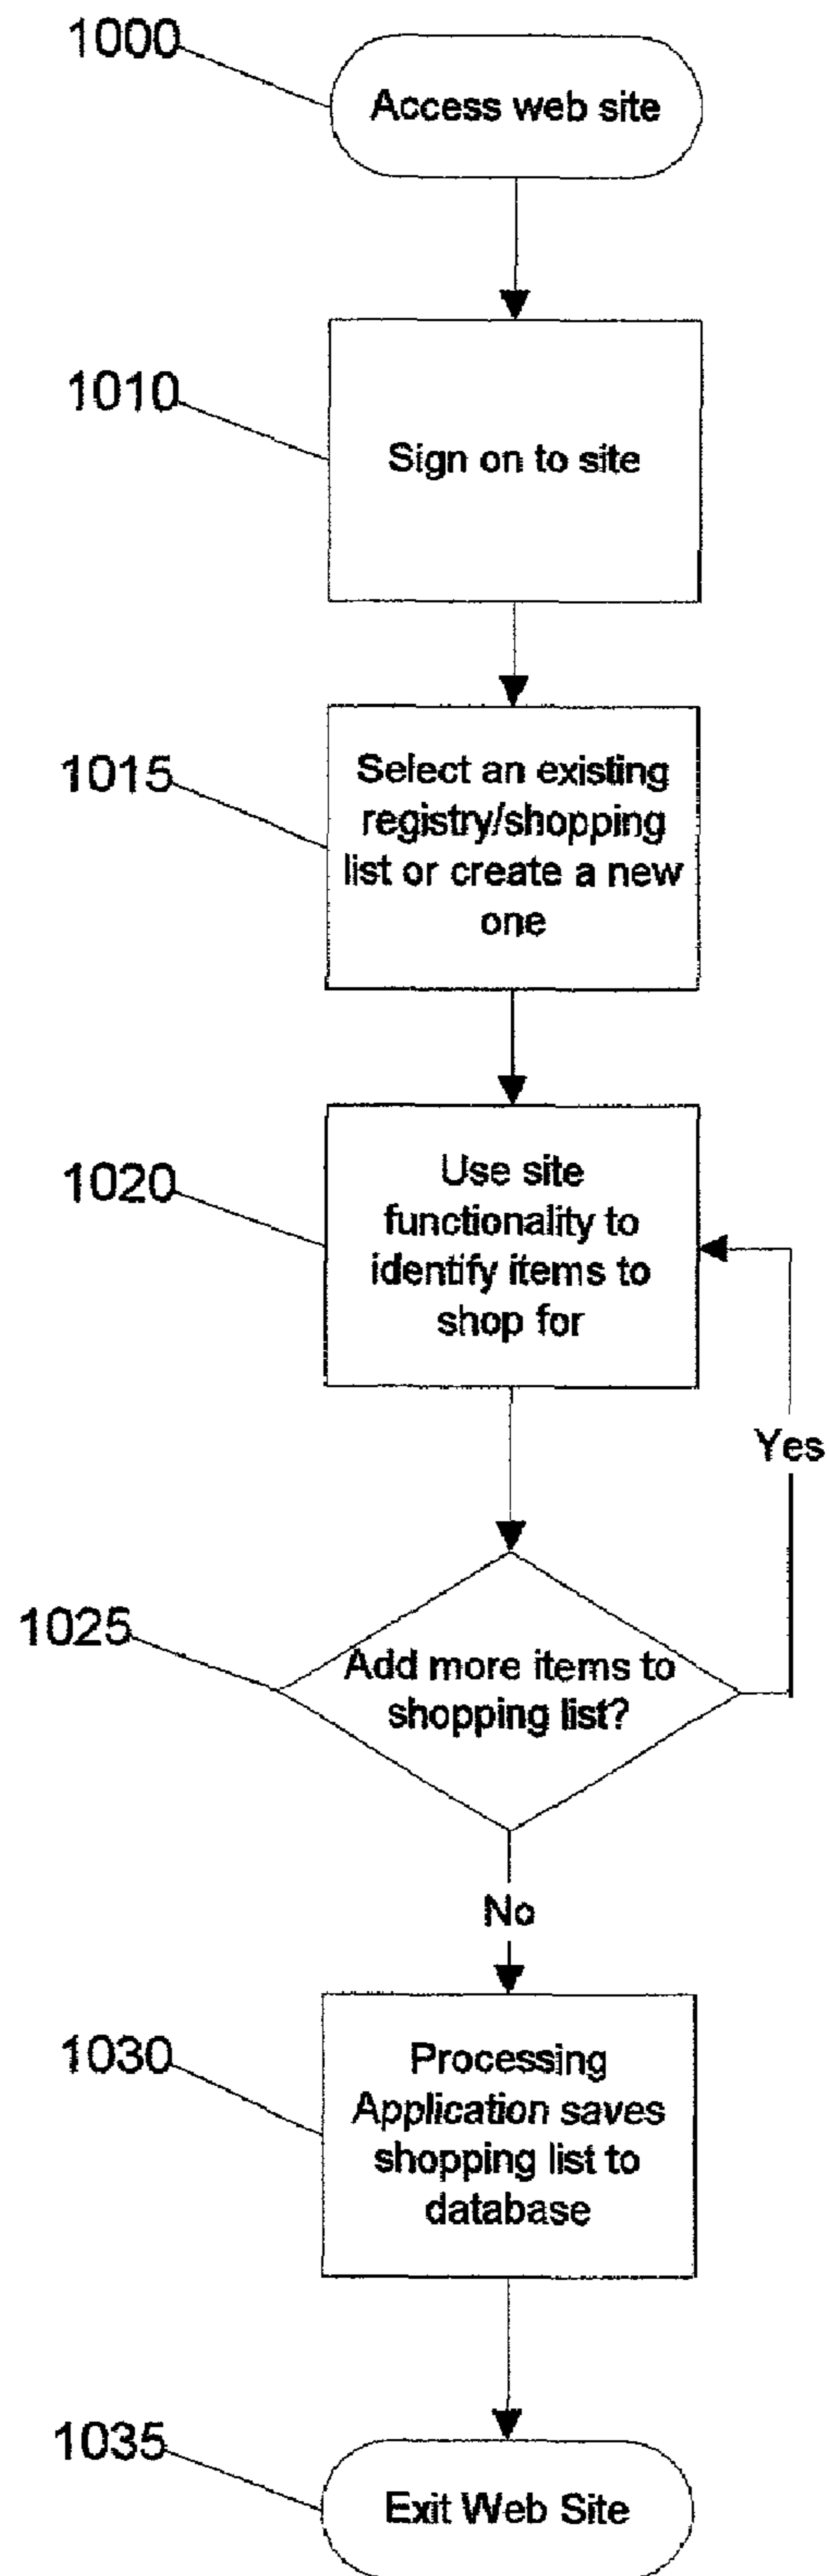 1000
Access web site
1010
Sign on to site
1015
Select an existing
registry/shopping
list or create a new
one
1020
Use site
functionality to
identify items to
shop for
Yes
1025
Add more items to
shopping list?
No
1030
Processing
Application saves
shopping list to
database
1035
Exit Web Site